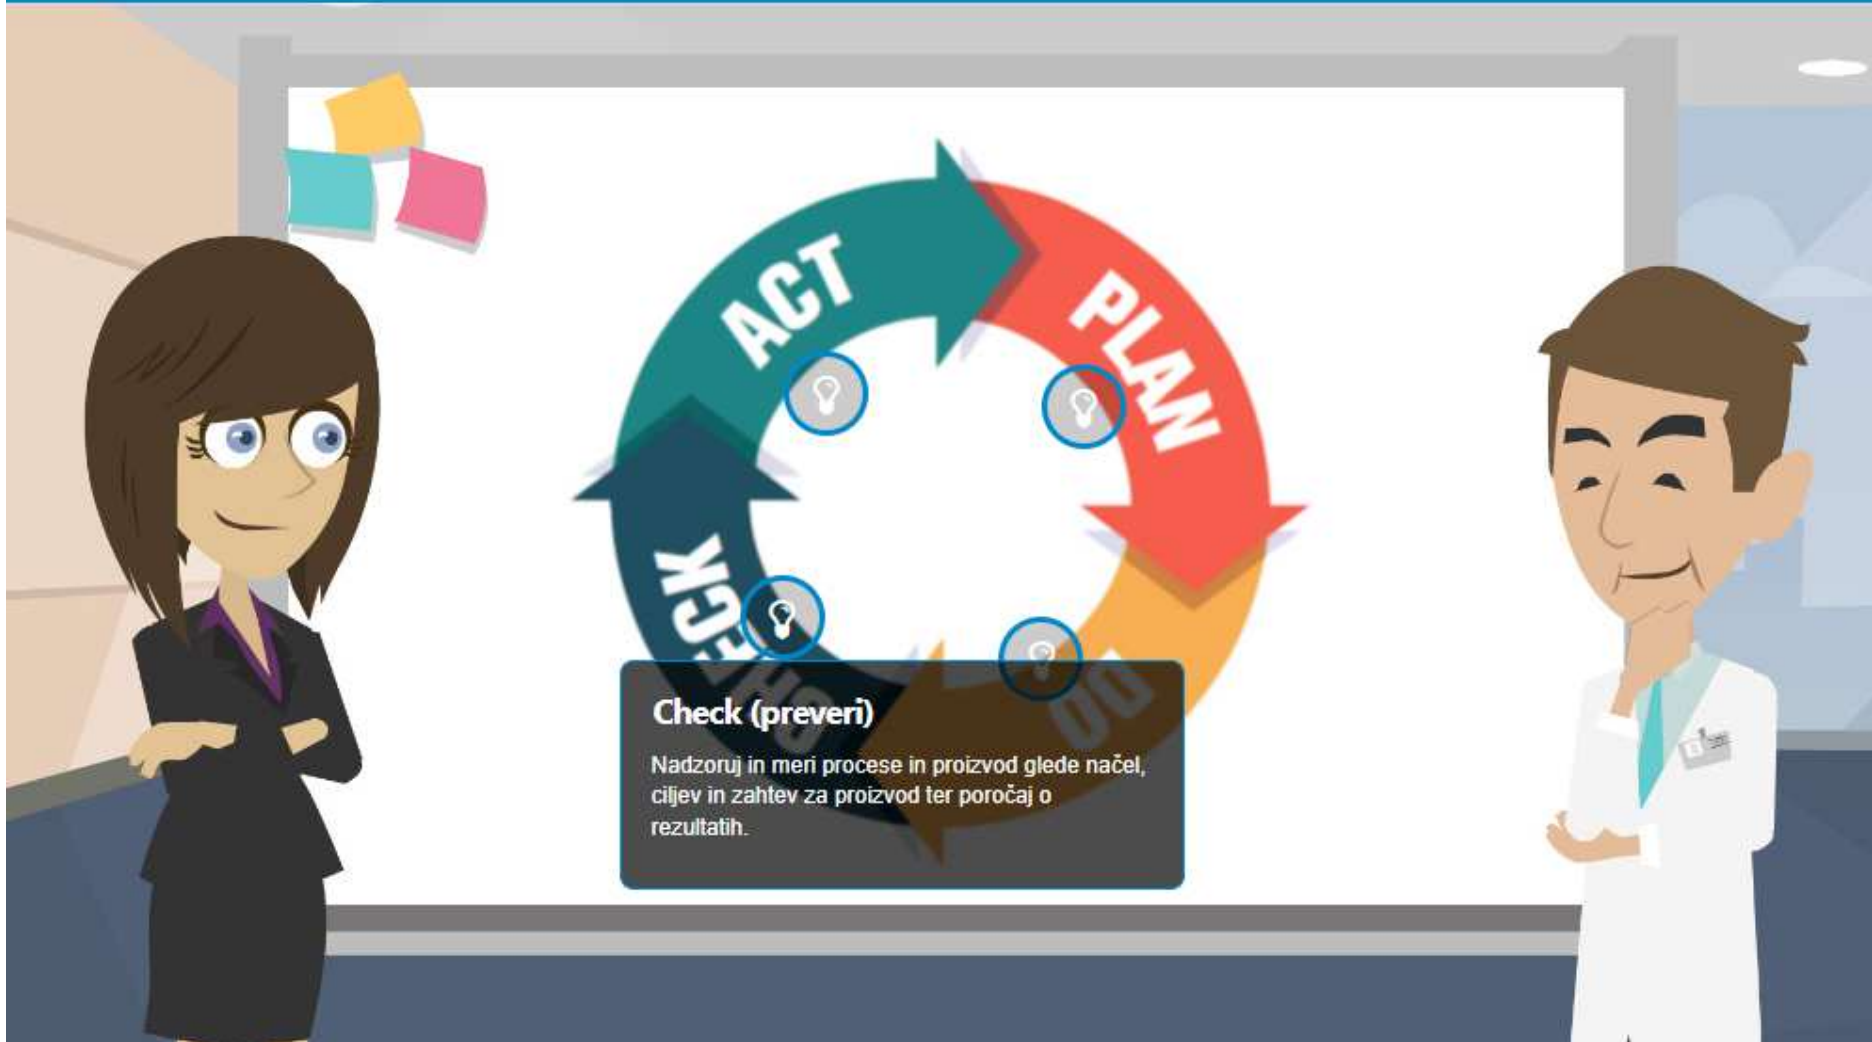 ACT
PLAN
CHECK
DO
Check (preveri)
Nadzoruj in meri procese in proizvod glede načel,
ciljev in zahtev za proizvod ter poročaj o
rezultatih.